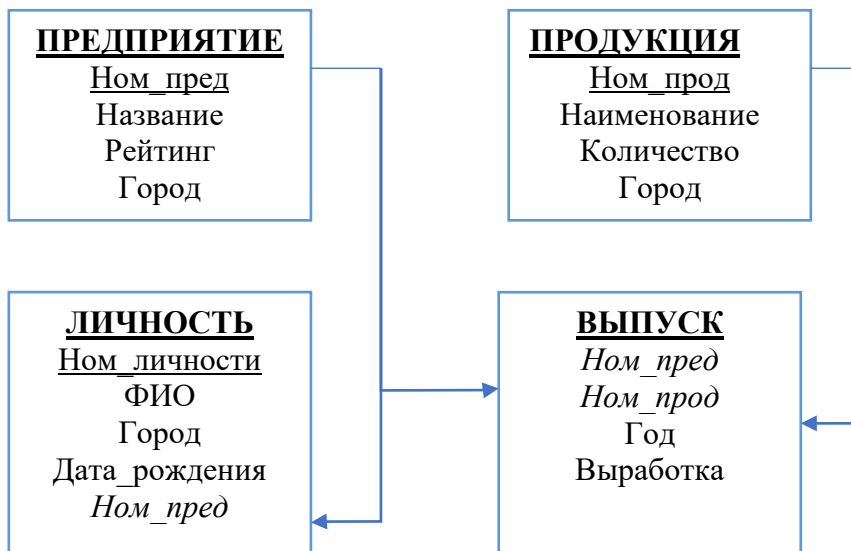 ПРЕДПРИЯТИЕ
Ном_пред
Название
Рейтинг
Город
ПРОДУКЦИЯ
Ном_прод
Наименование
Количество
Город
ЛИЧНОСТЬ
Ном_личности
ФИО
Город
Дата_рождения
Ном_пред
ВЫПУСК
Ном_пред
Ном_прод
Год
Выработка